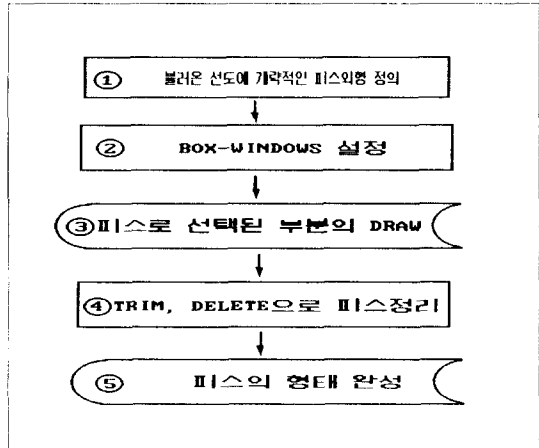 ① 불러온 선도에 개략적인 피스외형 정의
② BOX-WINDOWS 설정
③피스로 선택된 부분의 DRAW
④TRIM, DELETE으로 피스정리
⑤ 피스의 형태 완성